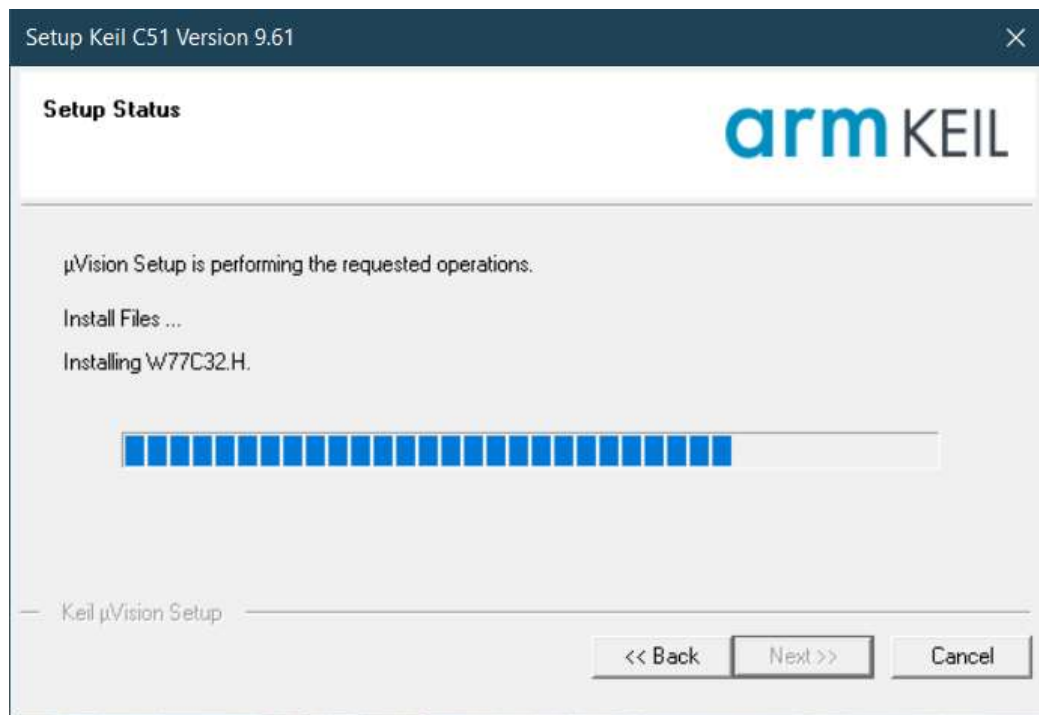 Setup Keil C51 Version 9.61
Setup Status
arm KEIL
µVision Setup is performing the requested operations.
Install Files ...
Installing W77C32.H.
Keil µVision Setup
<< Back Next >> Cancel